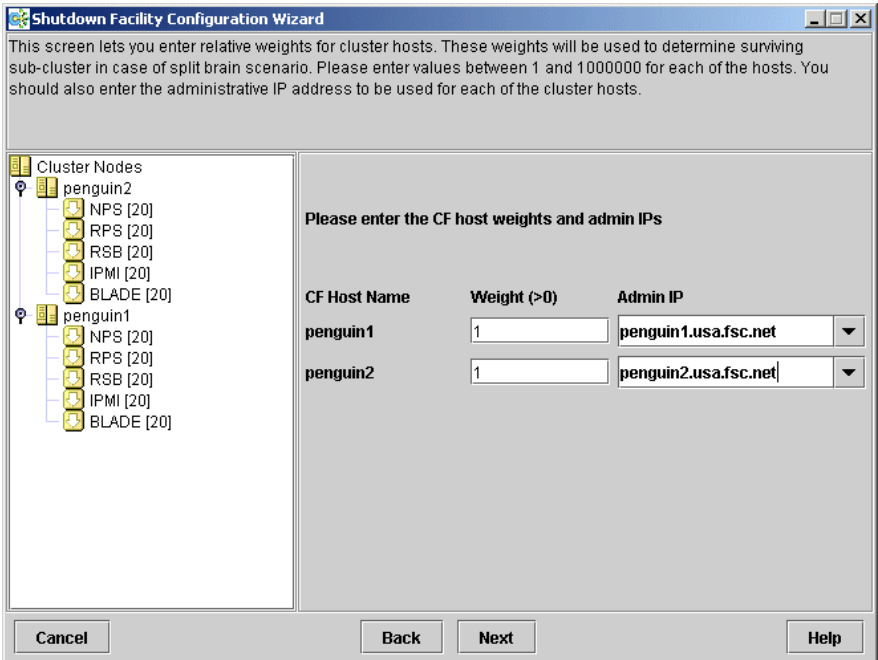 Shutdown Facility Configuration Wizard
This screen lets you enter relative weights for cluster hosts. These weights will be used to determine surviving
sub-cluster in case of split brain scenario. Please enter values between 1 and 1000000 for each of the hosts. You
should also enter the administrative IP address to be used for each of the cluster hosts.
Cluster Nodes
penguin2
NPS [20]
RPS [20]
RSB [20]
IPMI [20]
BLADE [20]
penguin1
NPS [20]
RPS [20]
RSB [20]
IPMI [20]
BLADE [20]
Please enter the CF host weights and admin IPs
CF Host Name Weight (>0) Admin IP
penguin1 1 penguin1.usa.fsc.net
penguin2 1 penguin2.usa.fsc.net
Cancel Back Next Help